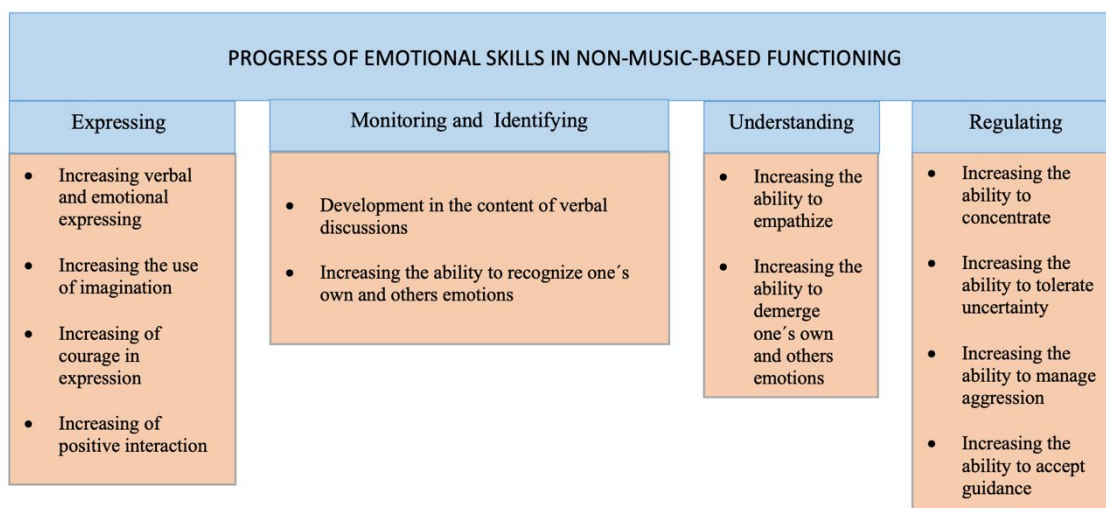 PROGRESS OF EMOTIONAL SKILLS IN NON-MUSIC-BASED FUNCTIONING
Expressing
• Increasing verbal
and emotional
expressing
• Increasing the use
of imagination
• Increasing of
courage in
expression
• Increasing of
positive interaction
Monitoring and Identifying
• Development in the content of verbal
discussions
• Increasing the ability to recognize one´s
own and others emotions
Understanding
• Increasing the
ability to
empathize
• Increasing the
ability to
demerge
one´s own
and others
emotions
Regulating
• Increasing the
ability to
concentrate
• Increasing the
ability to tolerate
uncertainty
• Increasing the
ability to manage
aggression
• Increasing the
ability to accept
guidance